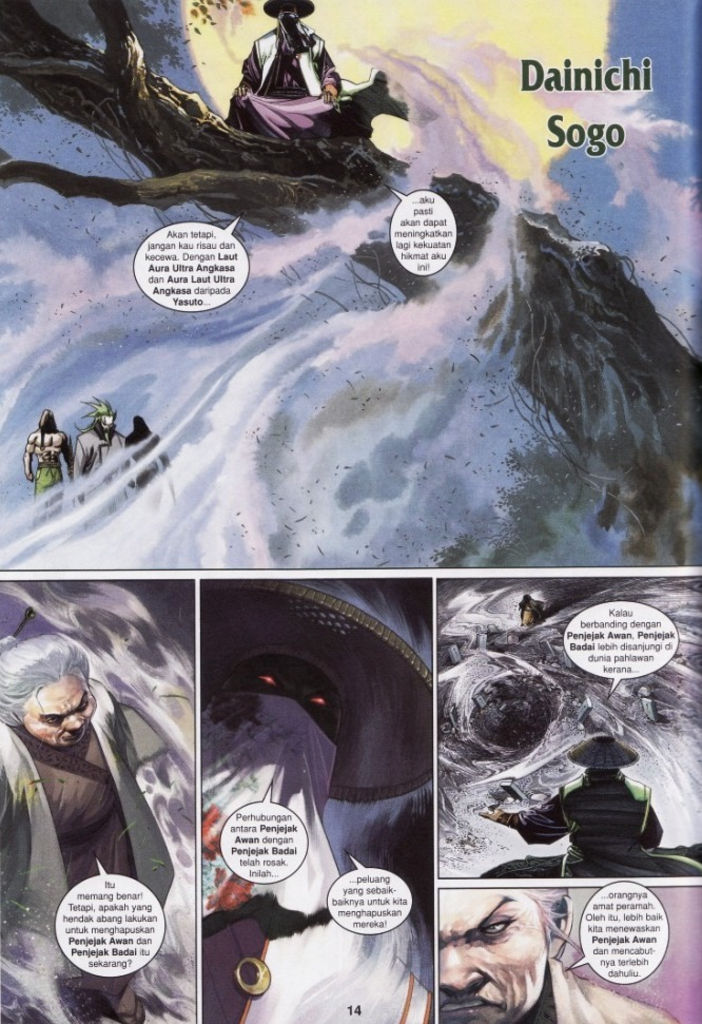 Dainichi
Sogo
Akan tetapi,
jangan kau risau dan
kecewa. Dengan Laut
Aura Ultra Angkasa
dan Aura Laut Ultra
Angkasa daripada
Yasuto...
...aku
pasti
akan dapat
meningkatkan
lagi kekuatan
hikmat aku
ini!
Itu
memang benar!
Tetapi, apakah yang
hendak abang lakukan
untuk menghapuskan
Penjejak Awan dan
Penjejak Badai itu
sekarang?
Perhubungan
antara Penjejak
Awan dengan
Penjejak Badai
telah rosak.
Inilah...
...peluang
yang sebaik-
baiknya untuk kita
menghapuskan
mereka!
Kalau
berbanding dengan
Penjejak Awan, Penjejak
Badai lebih disanjungi di
dunia pahlawan
kerana...
...orangnya
amat peramah.
Oleh itu, lebih baik
kita menewaskan
Penjejak Awan
dan mencabut-
nya terlebih
dahuliu.
14